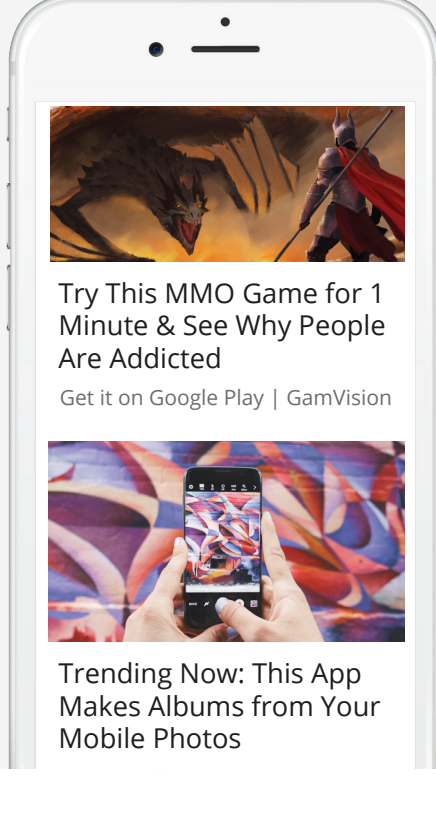 Try This MMO Game for 1
Minute & See Why People
Are Addicted
Get it on Google Play | GamVision
Trending Now: This App
Makes Albums from Your
Mobile Photos